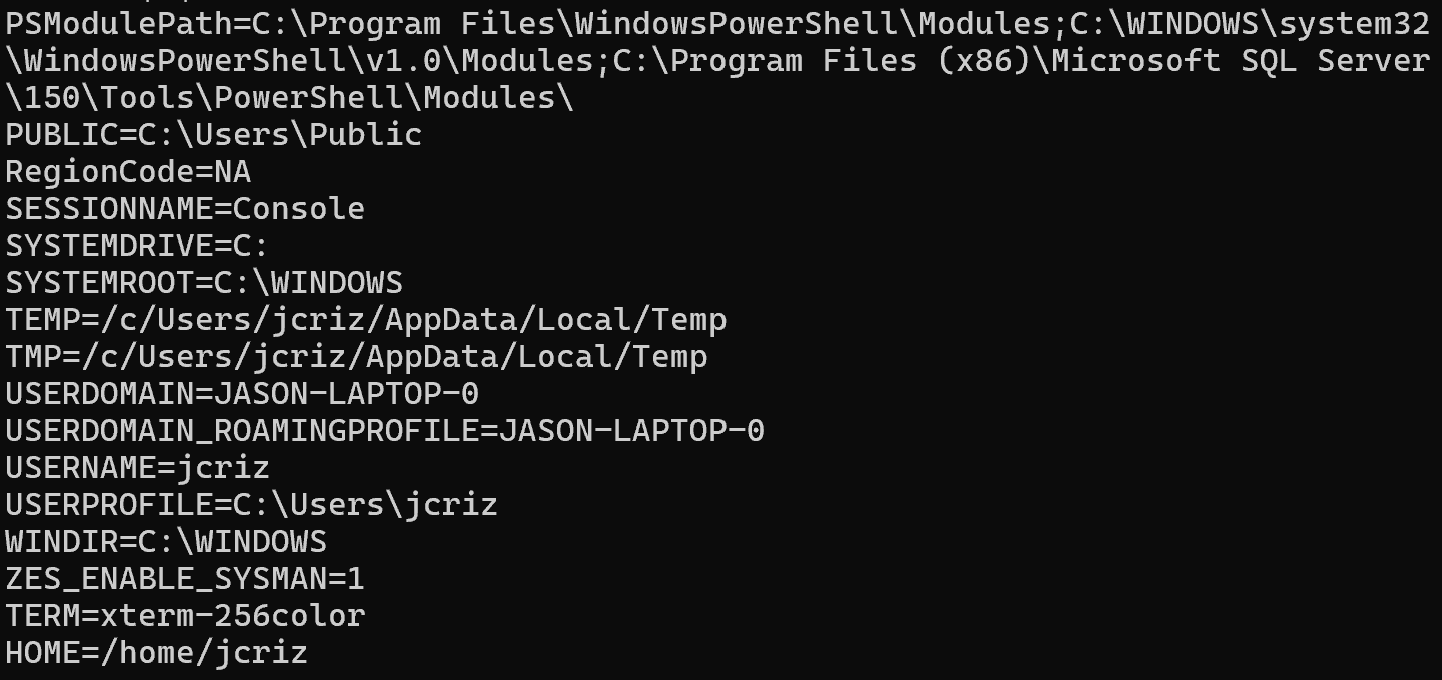 PSModulePath=C:\Program Files\WindowsPowerShell\Modules;C:\WINDOWS\system32
\WindowsPowerShell\v1.0\Modules;C:\Program Files (x86)\Microsoft SQL Server
\150\Tools\PowerShell\Modules\
PUBLIC=C:\Users\Public
RegionCode=NA
SESSIONNAME=Console
SYSTEMDRIVE=C:
SYSTEMROOT=C:\WINDOWS
TEMP=/c/Users/jcriz/AppData/Local/Temp
TMP=/c/Users/jcriz/AppData/Local/Temp
USERDOMAIN=JASON-LAPTOP-0
USERDOMAIN_ROAMINGPROFILE=JASON-LAPTOP-0
USERNAME=jcriz
USERPROFILE=C:\Users\jcriz
WINDIR=C:\WINDOWS
ZES_ENABLE_SYSMAN=1
TERM=xterm-256color
HOME=/home/jcriz